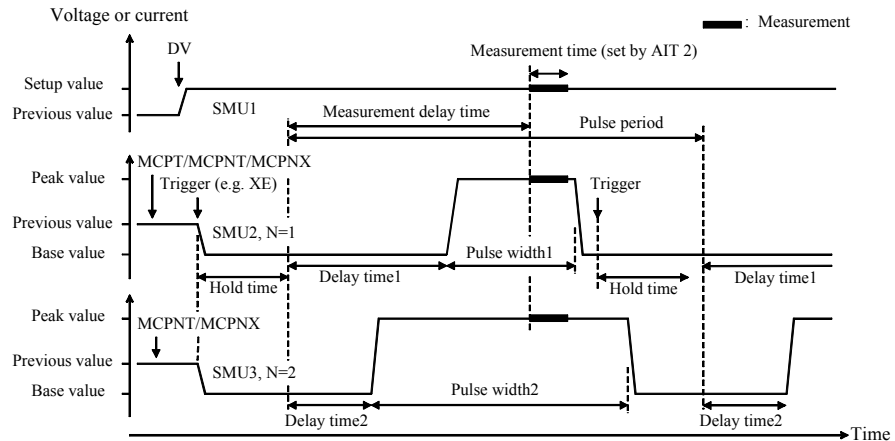 Voltage or current
: Measurement
DV
Measurement time (set by AIT 2)
Setup value
Previous value
SMU1
Measurement delay time
Pulse period
MCPT/MCPNT/MCPNX
Trigger (e.g. XE)
Trigger
Peak value
Previous value
SMU2, N=1
Base value
Pulse width1
Hold time
Delay time1
Hold time
Delay time1
Peak value
MCPNT/MCPNX
Previous value
SMU3, N=2
Base value
Pulse width2
Delay time2
Delay time2
Time